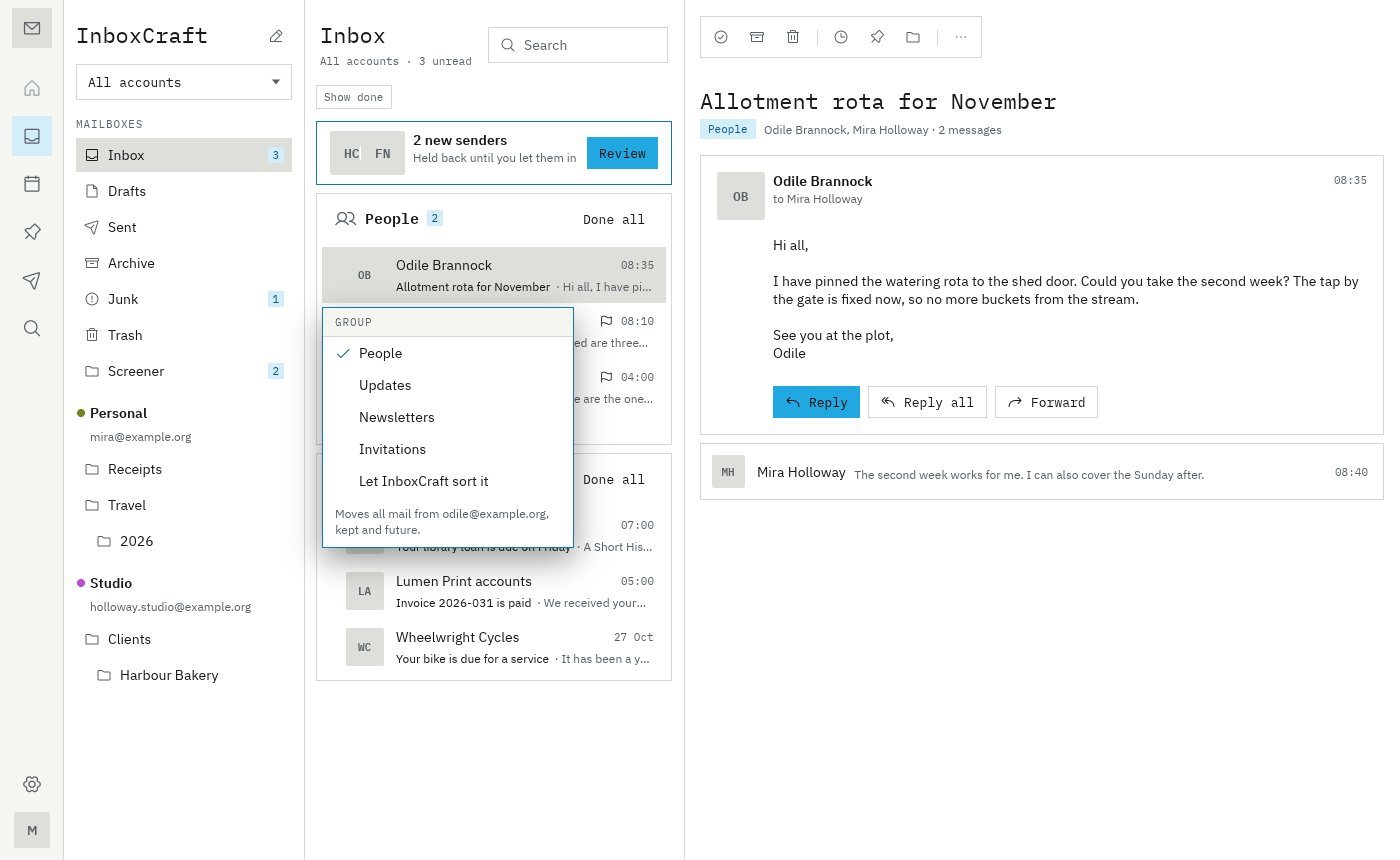 InboxCraft
All accounts
MAILBOXES
Inbox 3
Drafts
Sent
Archive
Junk 1
Trash
Screener 2
Personal
mira@example.org
Receipts
Travel
2026
Studio
holloway.studio@example.org
Clients
Harbour Bakery
M
Inbox
All accounts · 3 unread
Search
Show done
HC FN
2 new senders
Held back until you let them in
Review
People 2 Done all
OB
Odile Brannock 08:35
Allotment rota for November · Hi all, I have pi…
08:10
ed are three…
04:00
e are the one…
GROUP
People
Updates
Newsletters
Invitations
Let InboxCraft sort it
Moves all mail from odile@example.org,
kept and future.
Done all
07:00
Your library loan is due on Friday · A Short His…
LA
Lumen Print accounts 05:00
Invoice 2026-031 is paid · We received your…
WC
Wheelwright Cycles 27 Oct
Your bike is due for a service · It has been a y…
Allotment rota for November
People Odile Brannock, Mira Holloway · 2 messages
OB
Odile Brannock 08:35
to Mira Holloway
Hi all,
I have pinned the watering rota to the shed door. Could you take the second week? The tap by
the gate is fixed now, so no more buckets from the stream.
See you at the plot,
Odile
Reply Reply all Forward
MH Mira Holloway The second week works for me. I can also cover the Sunday after. 08:40